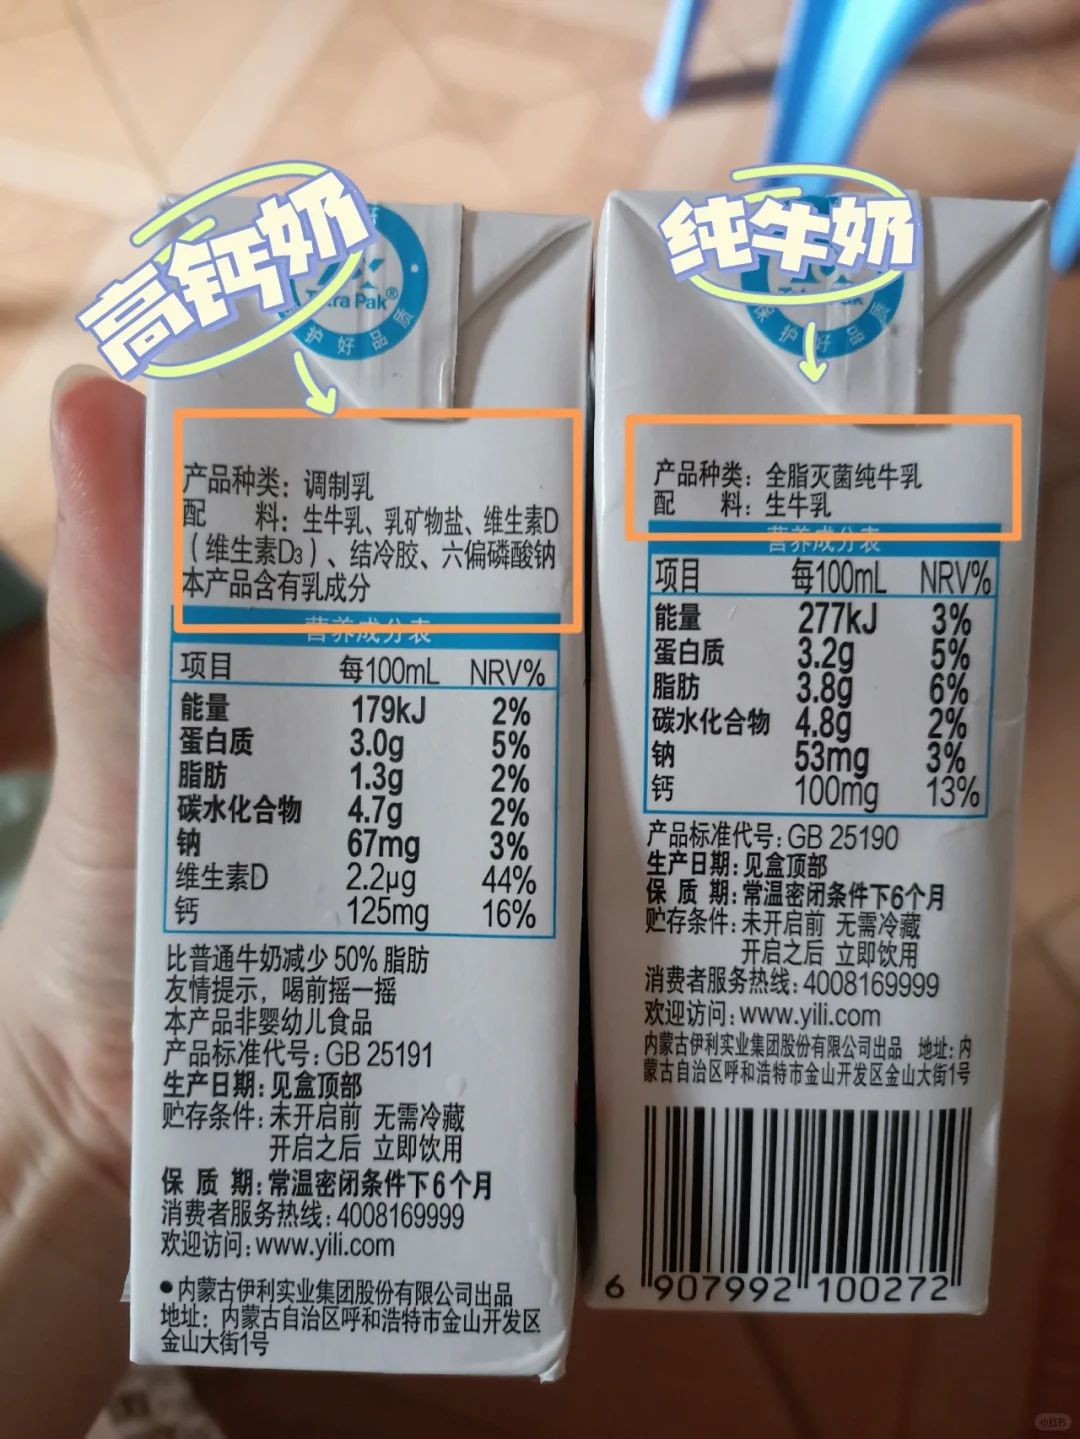 高钙奶
Tetra Pak®
护好品质
产品种类：调制乳
配　　料：生牛乳、乳矿物盐、维生素D
（维生素D₃）、结冷胶、六偏磷酸钠
本产品含有乳成分
营养成分表
项目 每100mL NRV%
能量 179kJ 2%
蛋白质 3.0g 5%
脂肪 1.3g 2%
碳水化合物 4.7g 2%
钠 67mg 3%
维生素D 2.2μg 44%
钙 125mg 16%
比普通牛奶减少50%脂肪
友情提示，喝前摇一摇
本产品非婴幼儿食品
产品标准代号：GB 25191
生产日期：见盒顶部
贮存条件：未开启前 无需冷藏
开启之后 立即饮用
保 质 期：常温密闭条件下6个月
消费者服务热线：4008169999
欢迎访问：www.yili.com
●内蒙古伊利实业集团股份有限公司出品
地址：内蒙古自治区呼和浩特市金山开发区
金山大街1号
纯牛奶
保护好品质
产品种类：全脂灭菌纯牛乳
配　　料：生牛乳
营养成分表
项目 每100mL NRV%
能量 277kJ 3%
蛋白质 3.2g 5%
脂肪 3.8g 6%
碳水化合物 4.8g 2%
钠 53mg 3%
钙 100mg 13%
产品标准代号：GB 25190
生产日期：见盒顶部
保 质 期：常温密闭条件下6个月
贮存条件：未开启前 无需冷藏
开启之后 立即饮用
消费者服务热线：4008169999
欢迎访问：www.yili.com
内蒙古伊利实业集团股份有限公司出品 地址：内
蒙古自治区呼和浩特市金山开发区金山大街1号
6 907992 100272
小红书